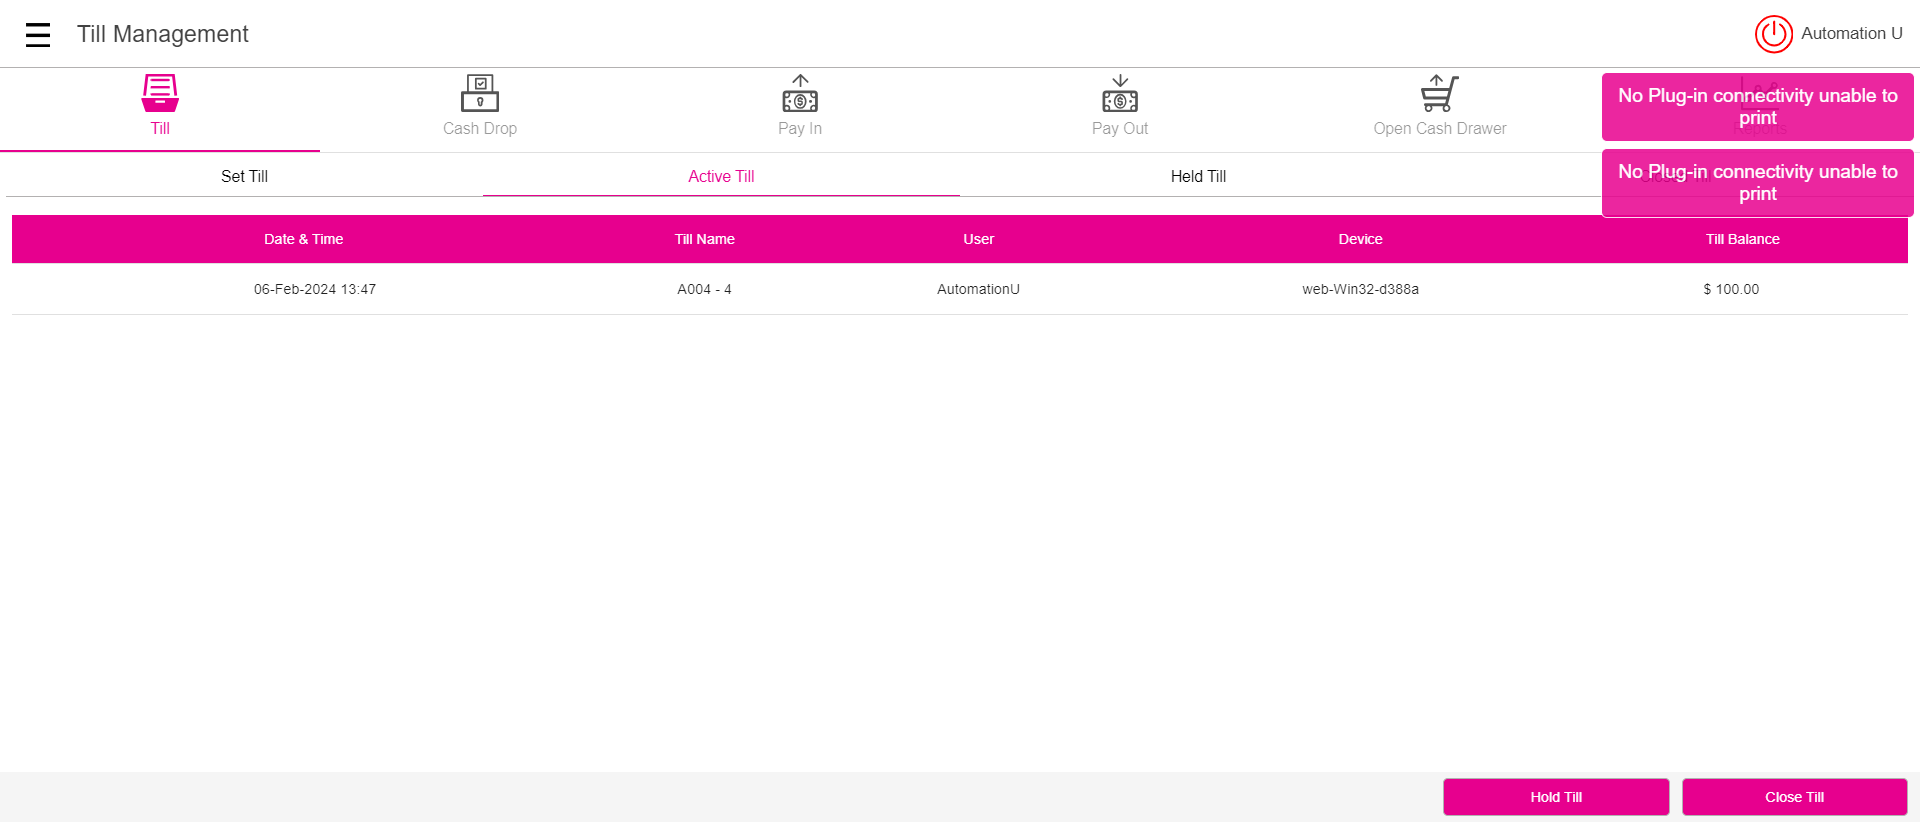 Till Management
Automation U
Till
Cash Drop
Pay In
Pay Out
Open Cash Drawer
Reports
No Plug-in connectivity unable to
print
Set Till
Active Till
Held Till
No Plug-in connectivity unable to
print
Date & Time
Till Name
User
Device
Till Balance
06-Feb-2024 13:47
A004 - 4
AutomationU
web-Win32-d388a
$ 100.00
Hold Till
Close Till